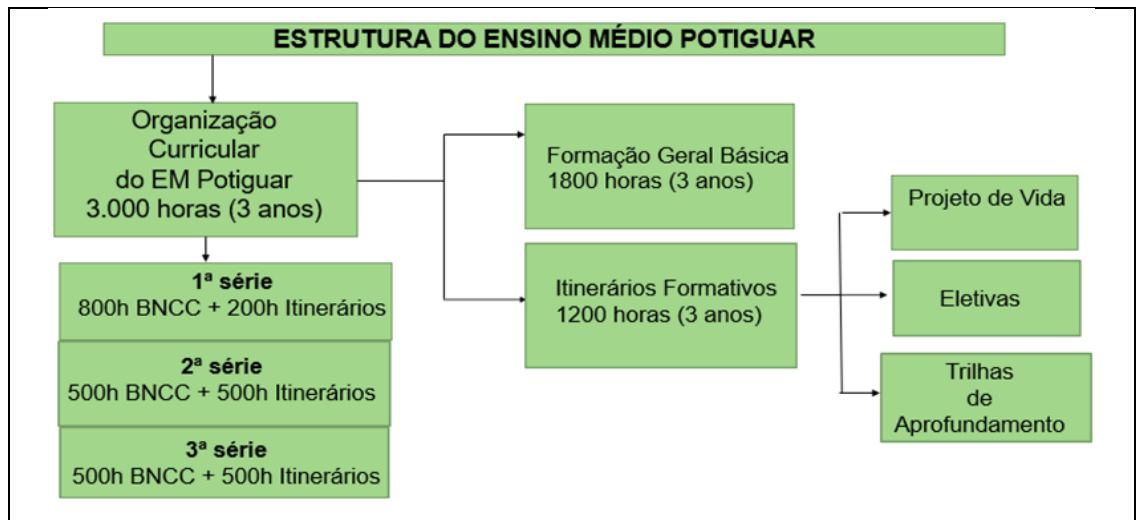 ESTRUTURA DO ENSINO MÉDIO POTIGUAR
Organização
Curricular
do EM Potiguar
3.000 horas (3 anos)
1ª série
800h BNCC + 200h Itinerários
2ª série
500h BNCC + 500h Itinerários
3ª série
500h BNCC + 500h Itinerários
Formação Geral Básica
1800 horas (3 anos)
Itinerários Formativos
1200 horas (3 anos)
Projeto de Vida
Eletivas
Trilhas
de
Aprofundamento